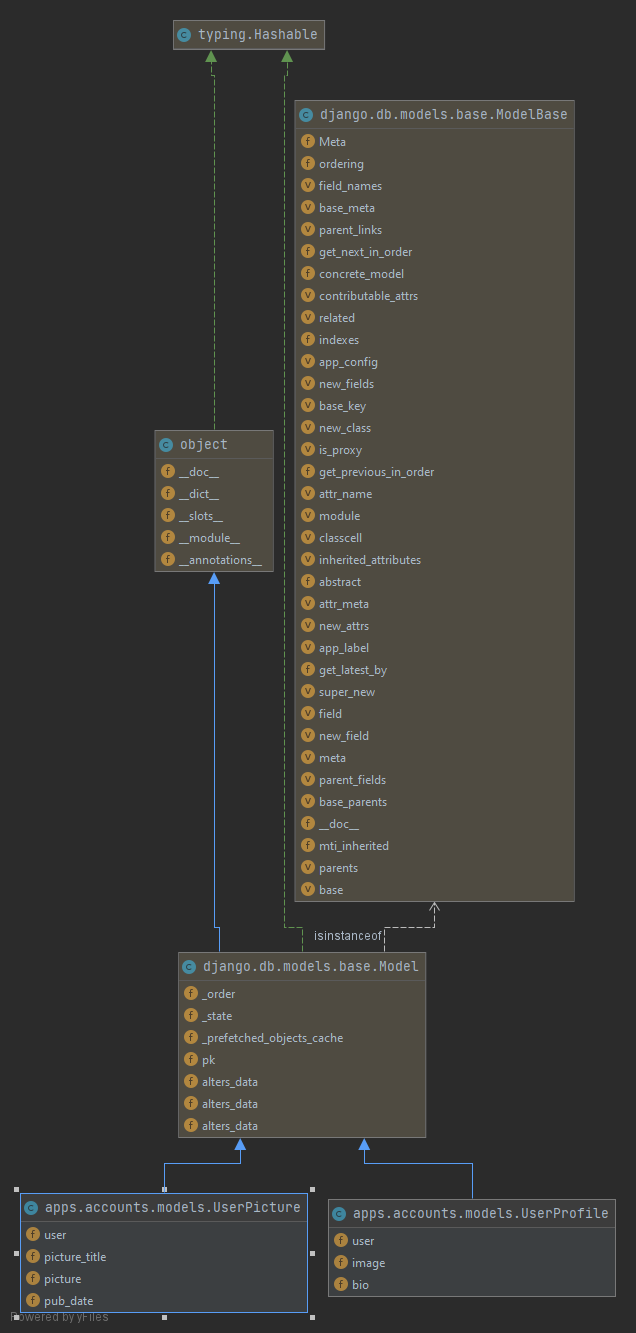 typing.Hashable
django.db.models.base.ModelBase
Meta
ordering
field_names
base_meta
parent_links
get_next_in_order
concrete_model
contributable_attrs
related
indexes
app_config
new_fields
base_key
new_class
is_proxy
get_previous_in_order
attr_name
module
classcell
inherited_attributes
abstract
attr_meta
new_attrs
app_label
get_latest_by
super_new
field
new_field
meta
parent_fields
base_parents
__doc__
mti_inherited
parents
base
object
__doc__
__dict__
__slots__
__module__
__annotations__
isinstanceof
django.db.models.base.Model
_order
_state
_prefetched_objects_cache
pk
alters_data
alters_data
alters_data
apps.accounts.models.UserPicture
user
picture_title
picture
pub_date
apps.accounts.models.UserProfile
user
image
bio
Powered by yFiles